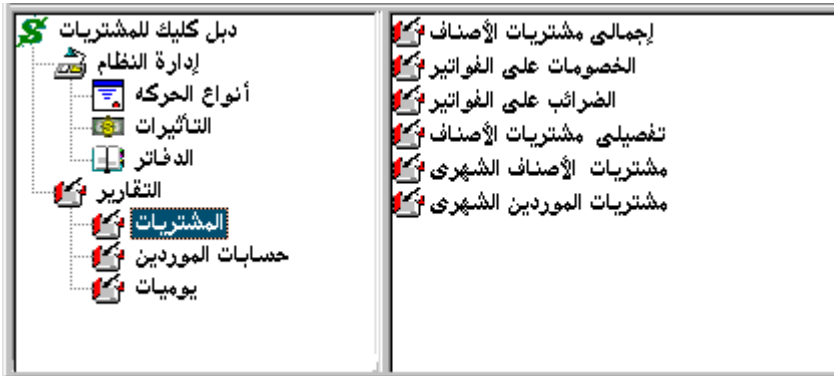 دبل كليك للمشتريات
إدارة النظام
أنواع الحركه
التأثيرات
الدفاتر
التقارير
المشتريات
حسابات الموردين
يوميات
إجمالى مشتريات الأصناف
الخصومات على الفواتير
الضرائب على الفواتير
تفصيلى مشتريات الأصناف
مشتريات الأصناف الشهرى
مشتريات الموردين الشهرى